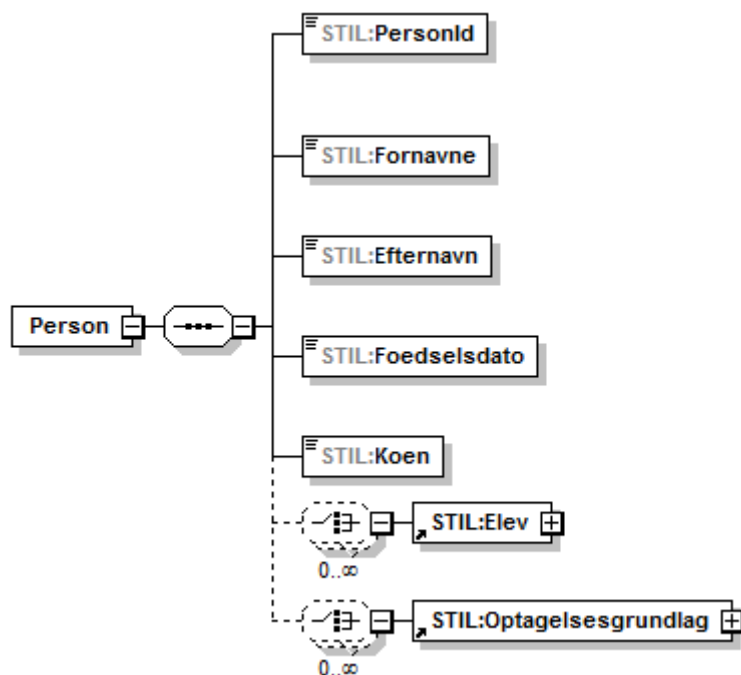 STIL:PersonId
STIL:Fornavne
STIL:Efternavn
Person
STIL:Foedselsdato
STIL:Koen
STIL:Elev
0..∞
STIL:Optagelsesgrundlag
0..∞